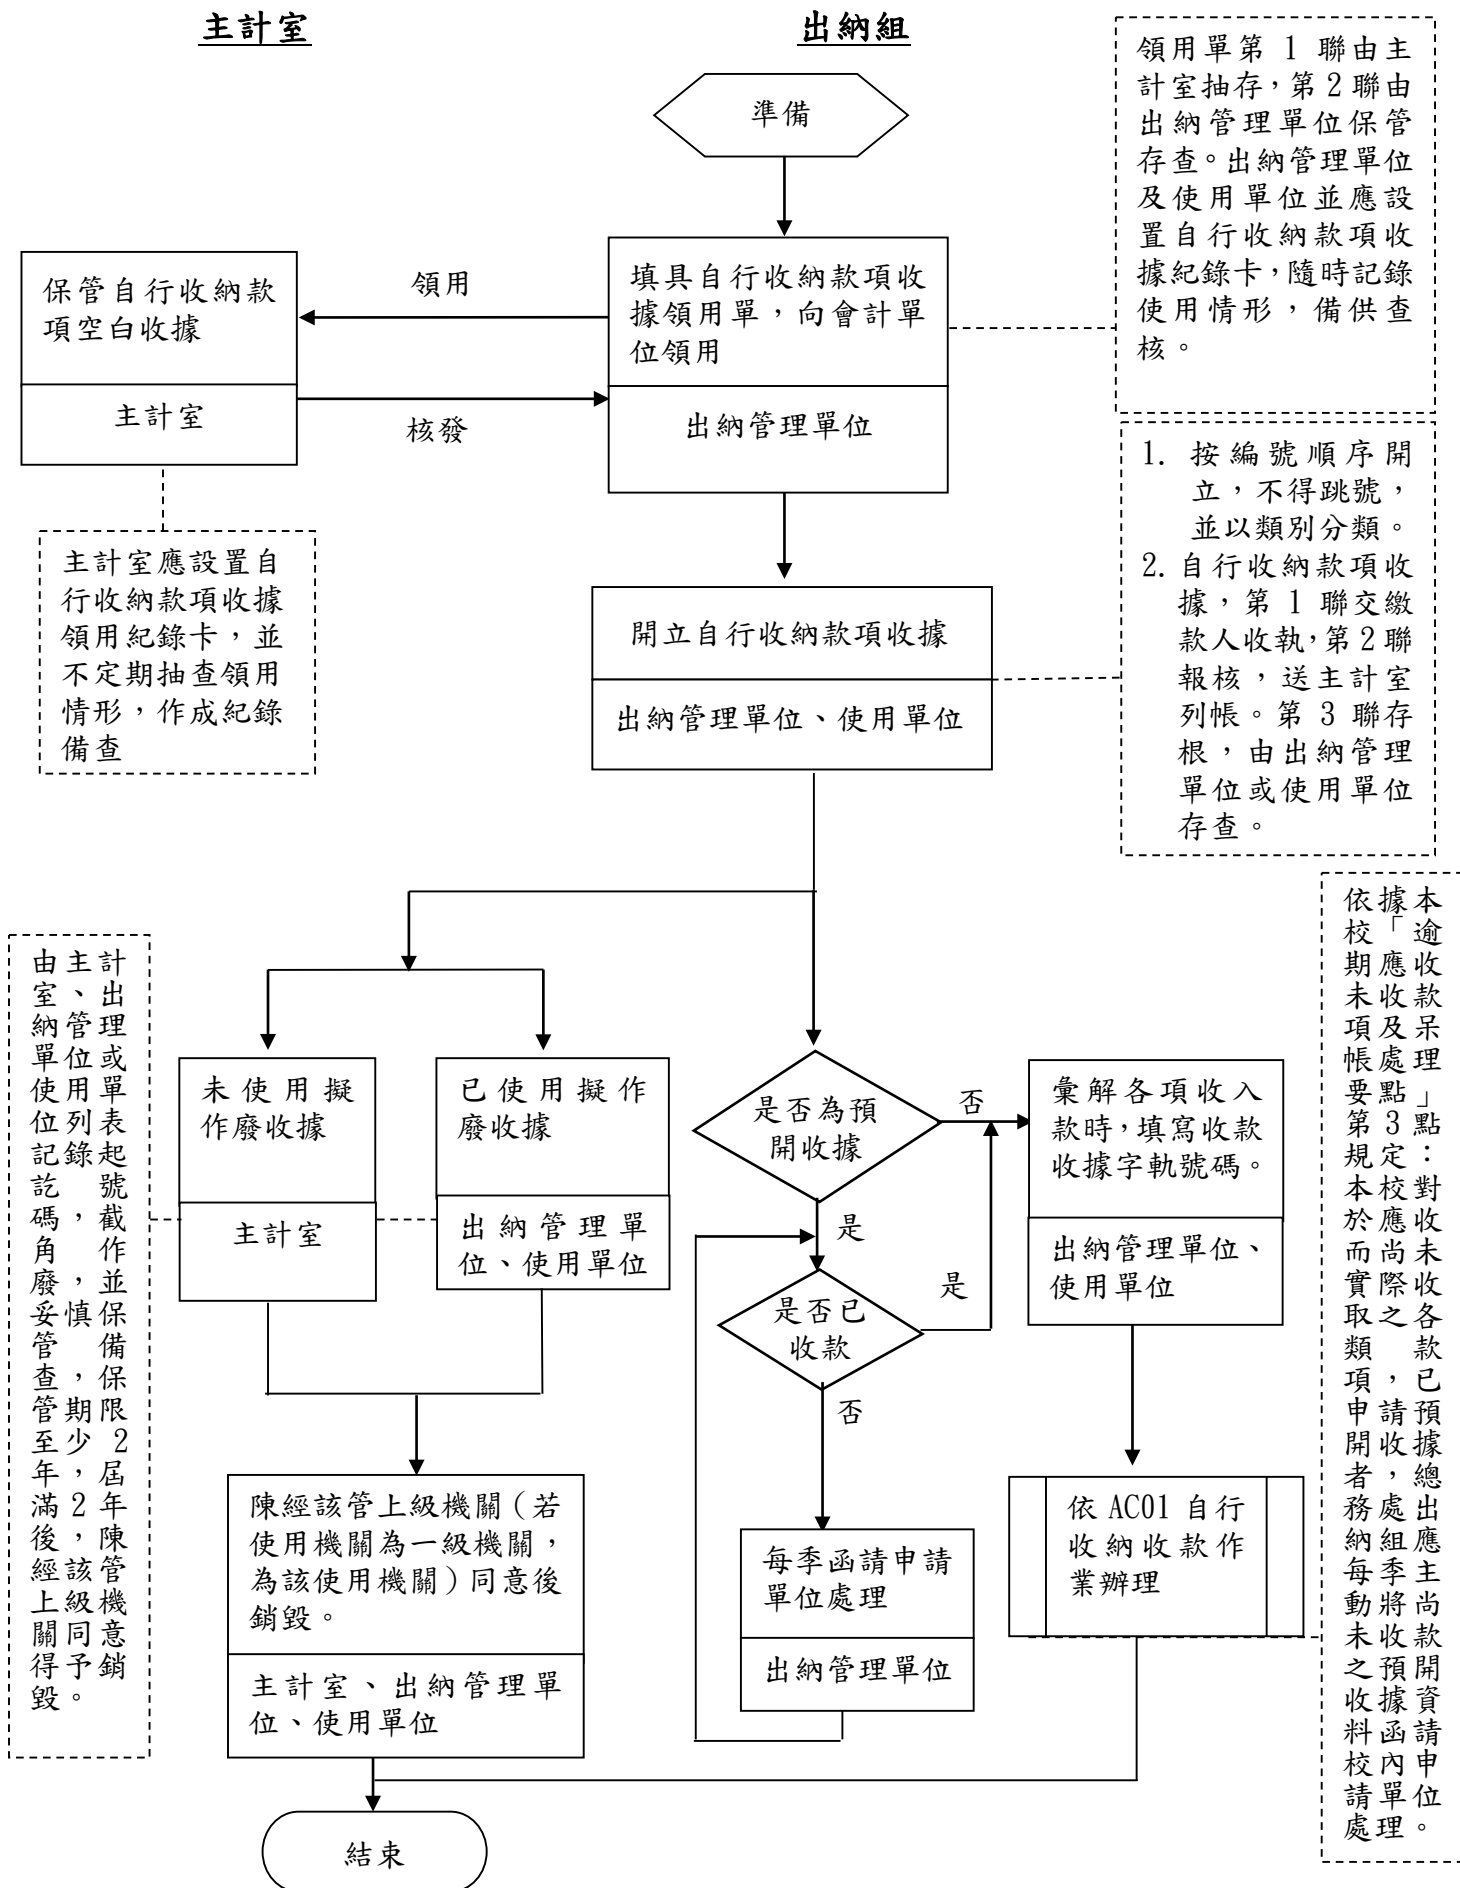 主計室
出納組
準備
領用單第 1 聯由主
計室抽存，第 2 聯由
出納管理單位保管
存查。出納管理單位
及使用單位並應設
置自行收納款項收
據紀錄卡，隨時記錄
使用情形，備供查
核。
保管自行收納款
項空白收據
主計室
領用
核發
填具自行收納款項收
據領用單，向會計單
位領用
出納管理單位
主計室應設置自
行收納款項收據
領用紀錄卡，並
不定期抽查領用
情形，作成紀錄
備查
開立自行收納款項收據
出納管理單位、使用單位
1. 按編號順序開
立，不得跳號，
並以類別分類。
2. 自行收納款項收
據，第 1 聯交繳
款人收執，第 2 聯
報核，送主計室
列帳。第 3 聯存
根，由出納管理
單位或使用單位
存查。
由主計
室、出
納管理
單位或
使用單
位列表
記錄起
訖號
碼，截
角作
廢，並
妥慎保
管備
查，保
管期限
至少 2
年，屆
滿 2 年
後，陳
經該管
上級機
關同意
得予銷
毀。
未使用擬
作廢收據
主計室
已使用擬作
廢收據
出納管理單
位、使用單位
是否為預
開收據
否
是
是否已
收款
是
否
彙解各項收入
款時，填寫收款
收據字軌號碼。
出納管理單位、
使用單位
依據本
校「逾
期應收
未收款
項及呆
帳處理
要點」
第 3 點
規定：
本校對
於應收
而尚未
實際收
取之各
類款
項，已
申請預
開收據
者，總
務處出
納組應
每季主
動將尚
未收款
之預開
收據資
料函請
校內申
請單位
處理。
陳經該管上級機關（若
使用機關為一級機關，
為該使用機關）同意後
銷毀。
主計室、出納管理單
位、使用單位
每季函請申請
單位處理
出納管理單位
依 AC01 自行
收納收款作
業辦理
結束